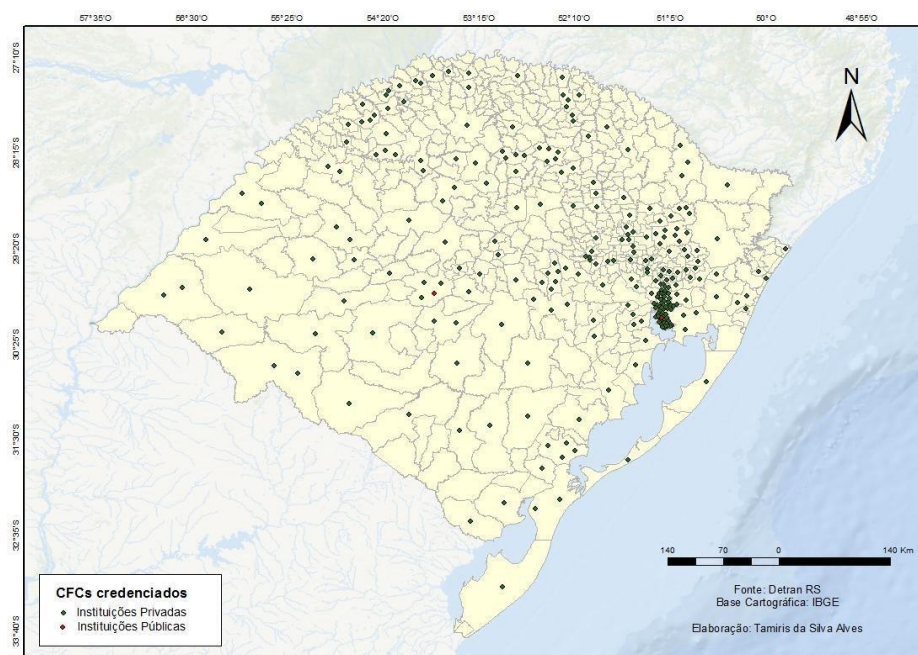 57°35'O 56°30'O 55°25'O 54°20'O 53°15'O 52°10'O 51°5'O 50°O 48°55'O
27°10'S
28°15'S
29°20'S
30°25'S
31°30'S
32°35'S
33°40'S
N
140 70 0 140 Km
CFCs credenciados
Instituições Privadas
Instituições Públicas
Fonte: Detran RS
Base Cartográfica: IBGE
Elaboração: Tamiris da Silva Alves